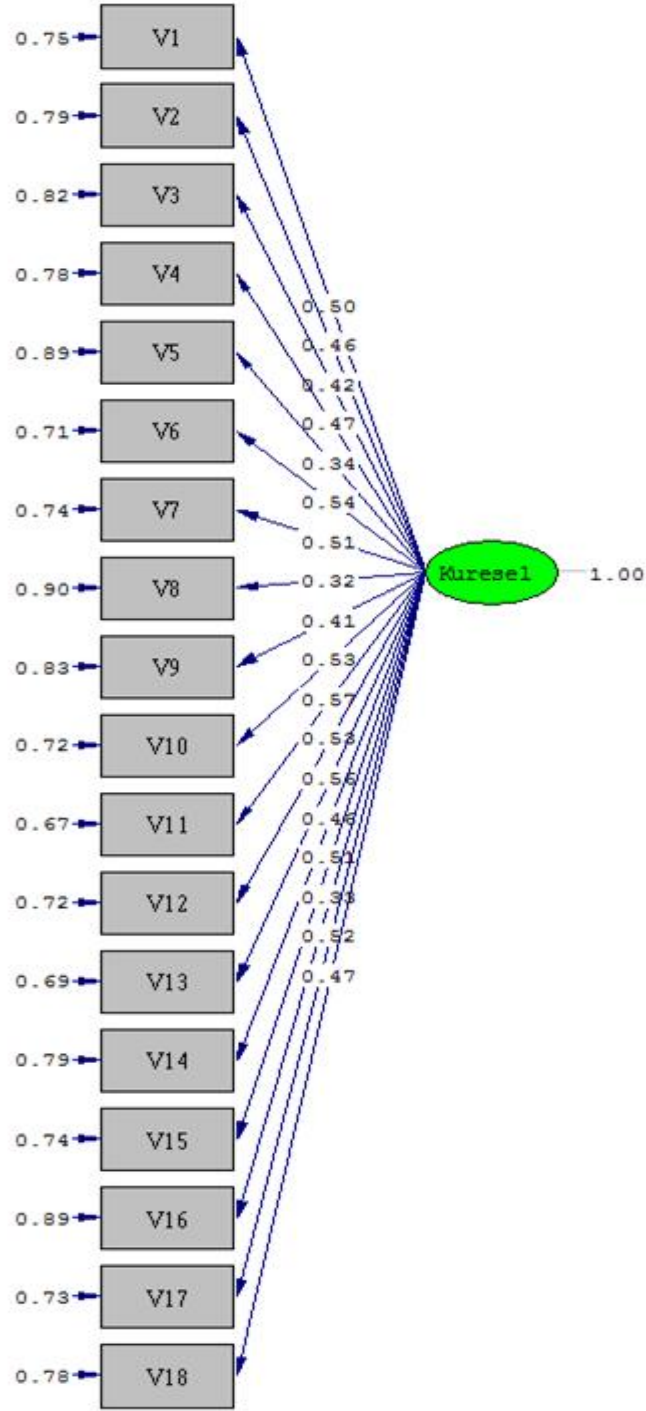 0.75 V1
0.79 V2
0.82 V3
0.78 V4
0.50
0.46
0.89 V5
0.42
0.47
0.71 V6
0.34
0.54
0.74 V7
0.51
Kuresel 1.00
0.90 V8
0.32
0.41
0.83 V9
0.53
0.57
0.72 V10
0.53
0.56
0.67 V11
0.46
0.51
0.72 V12
0.33
0.52
0.69 V13
0.47
0.79 V14
0.74 V15
0.89 V16
0.73 V17
0.78 V18